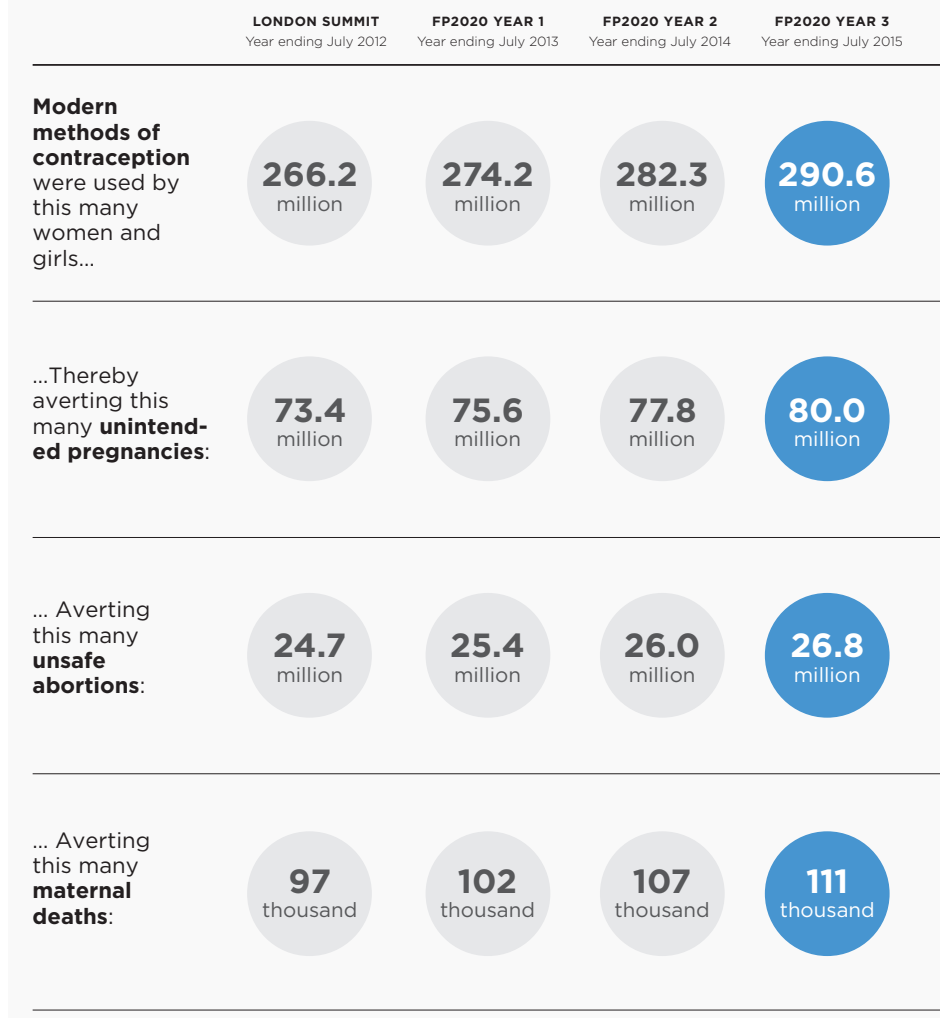 LONDON SUMMIT
Year ending July 2012
FP2020 YEAR 1
Year ending July 2013
FP2020 YEAR 2
Year ending July 2014
FP2020 YEAR 3
Year ending July 2015
Modern
methods of
contraception
were used by
this many
women and
girls...
266.2
million
274.2
million
282.3
million
290.6
million
...Thereby
averting this
many unintend-
ed pregnancies:
73.4
million
75.6
million
77.8
million
80.0
million
... Averting
this many
unsafe
abortions:
24.7
million
25.4
million
26.0
million
26.8
million
... Averting
this many
maternal
deaths:
97
thousand
102
thousand
107
thousand
111
thousand